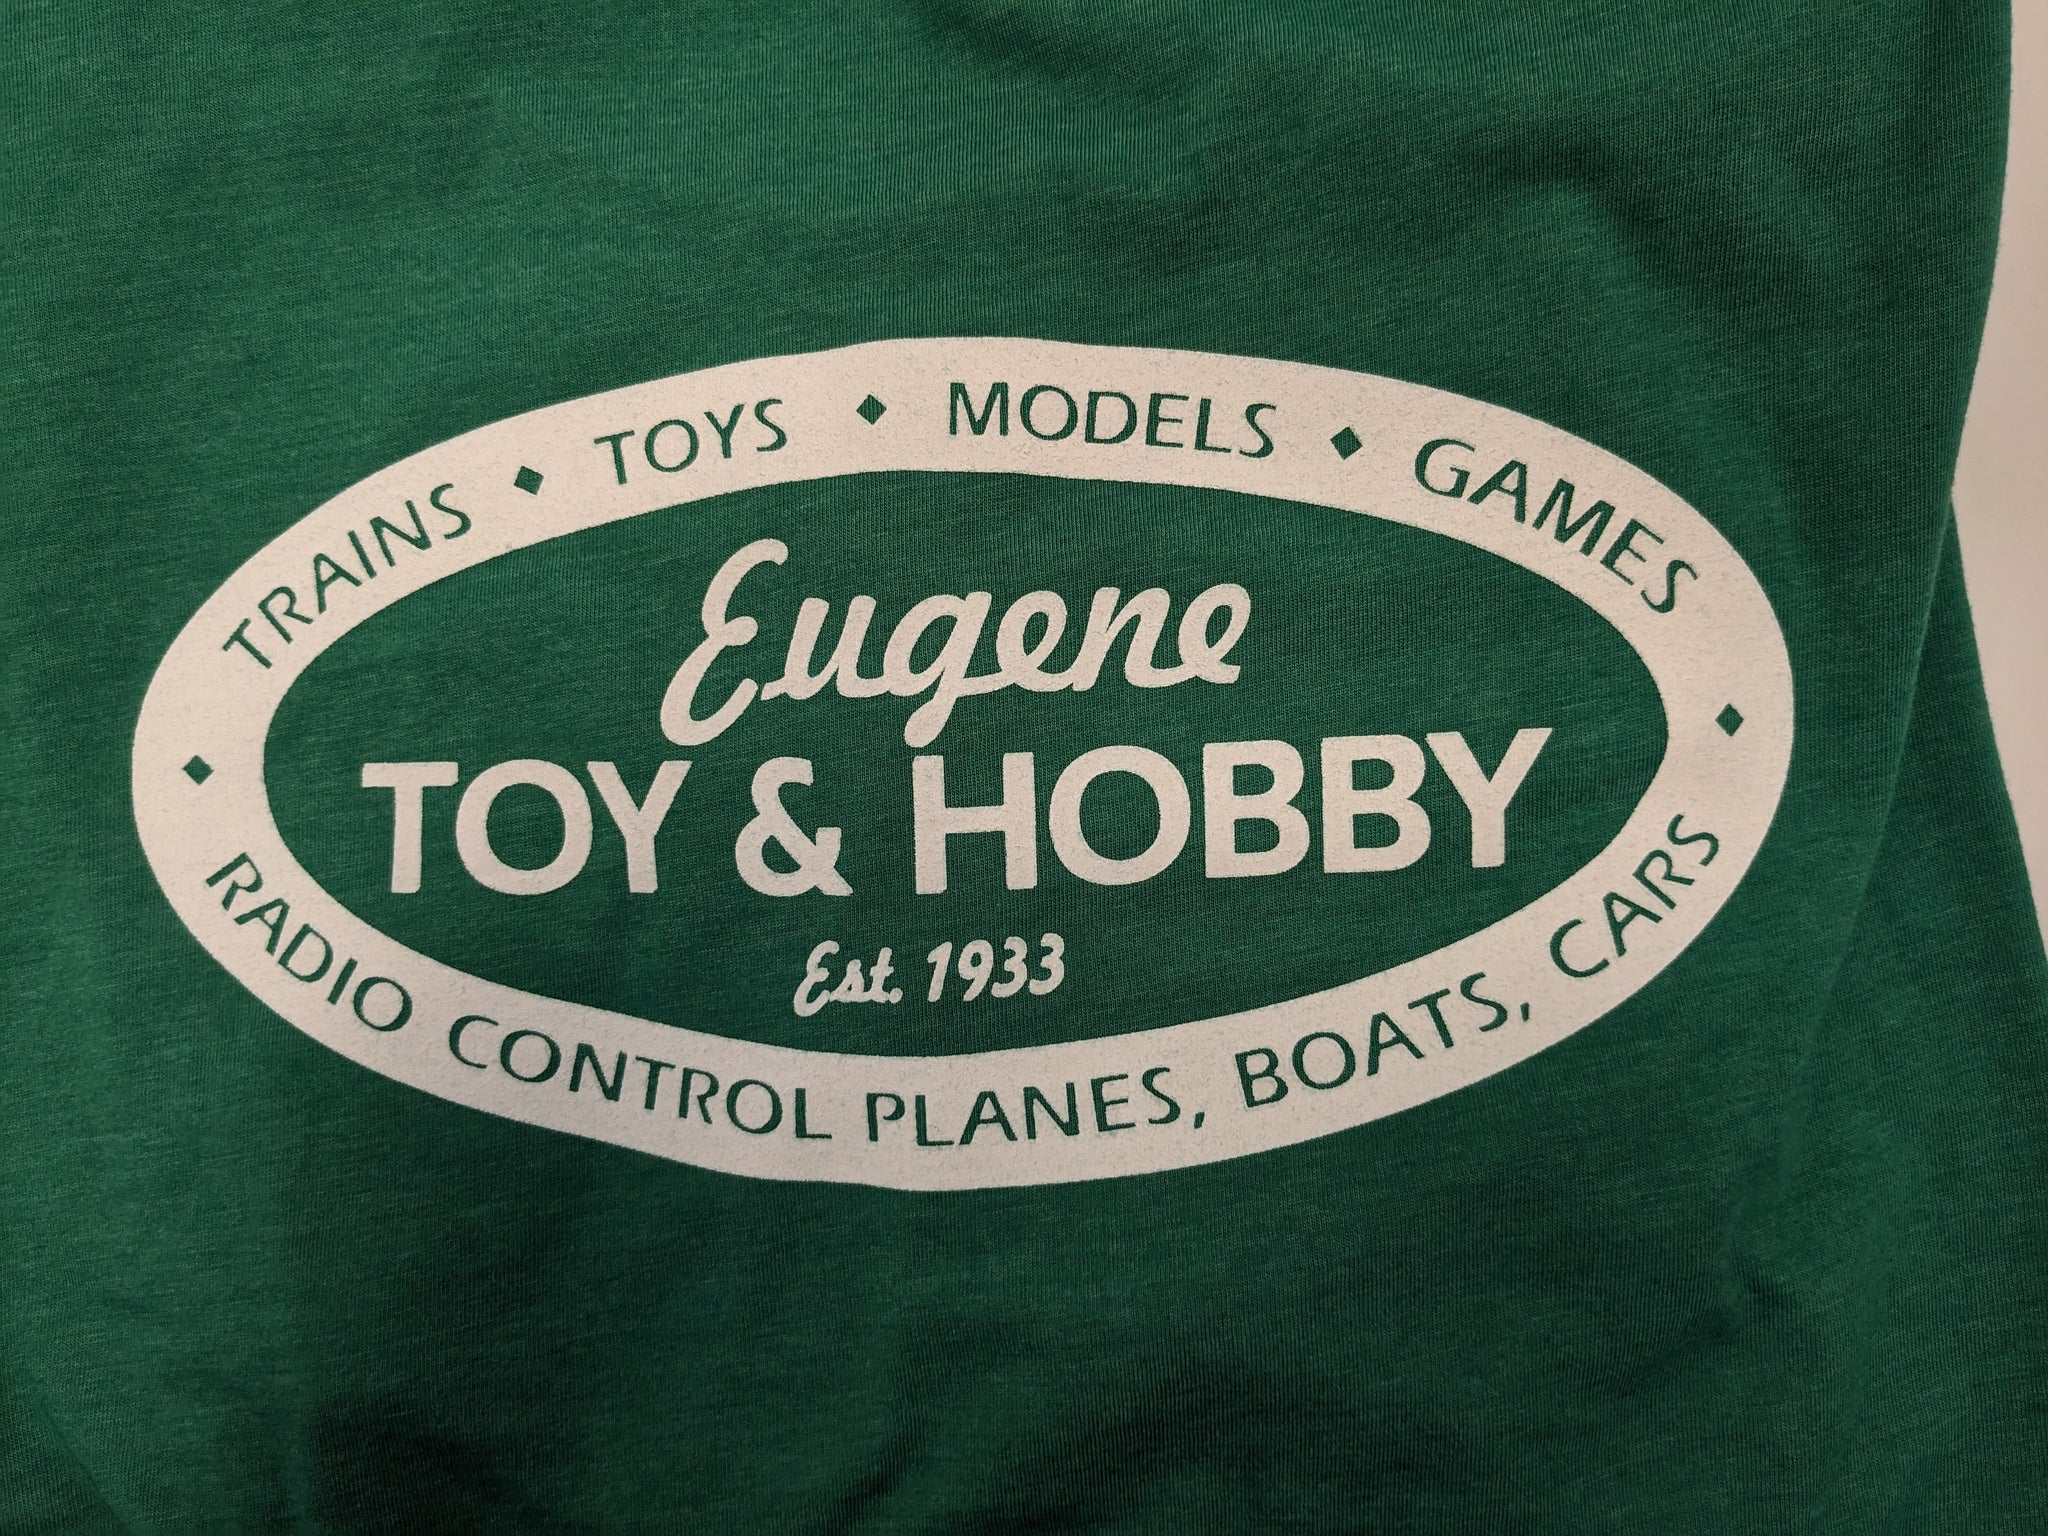 TRAINS ◆ TOYS ◆ MODELS ◆ GAMES
Eugene
TOY & HOBBY
Est. 1933
RADIO CONTROL PLANES, BOATS, CARS